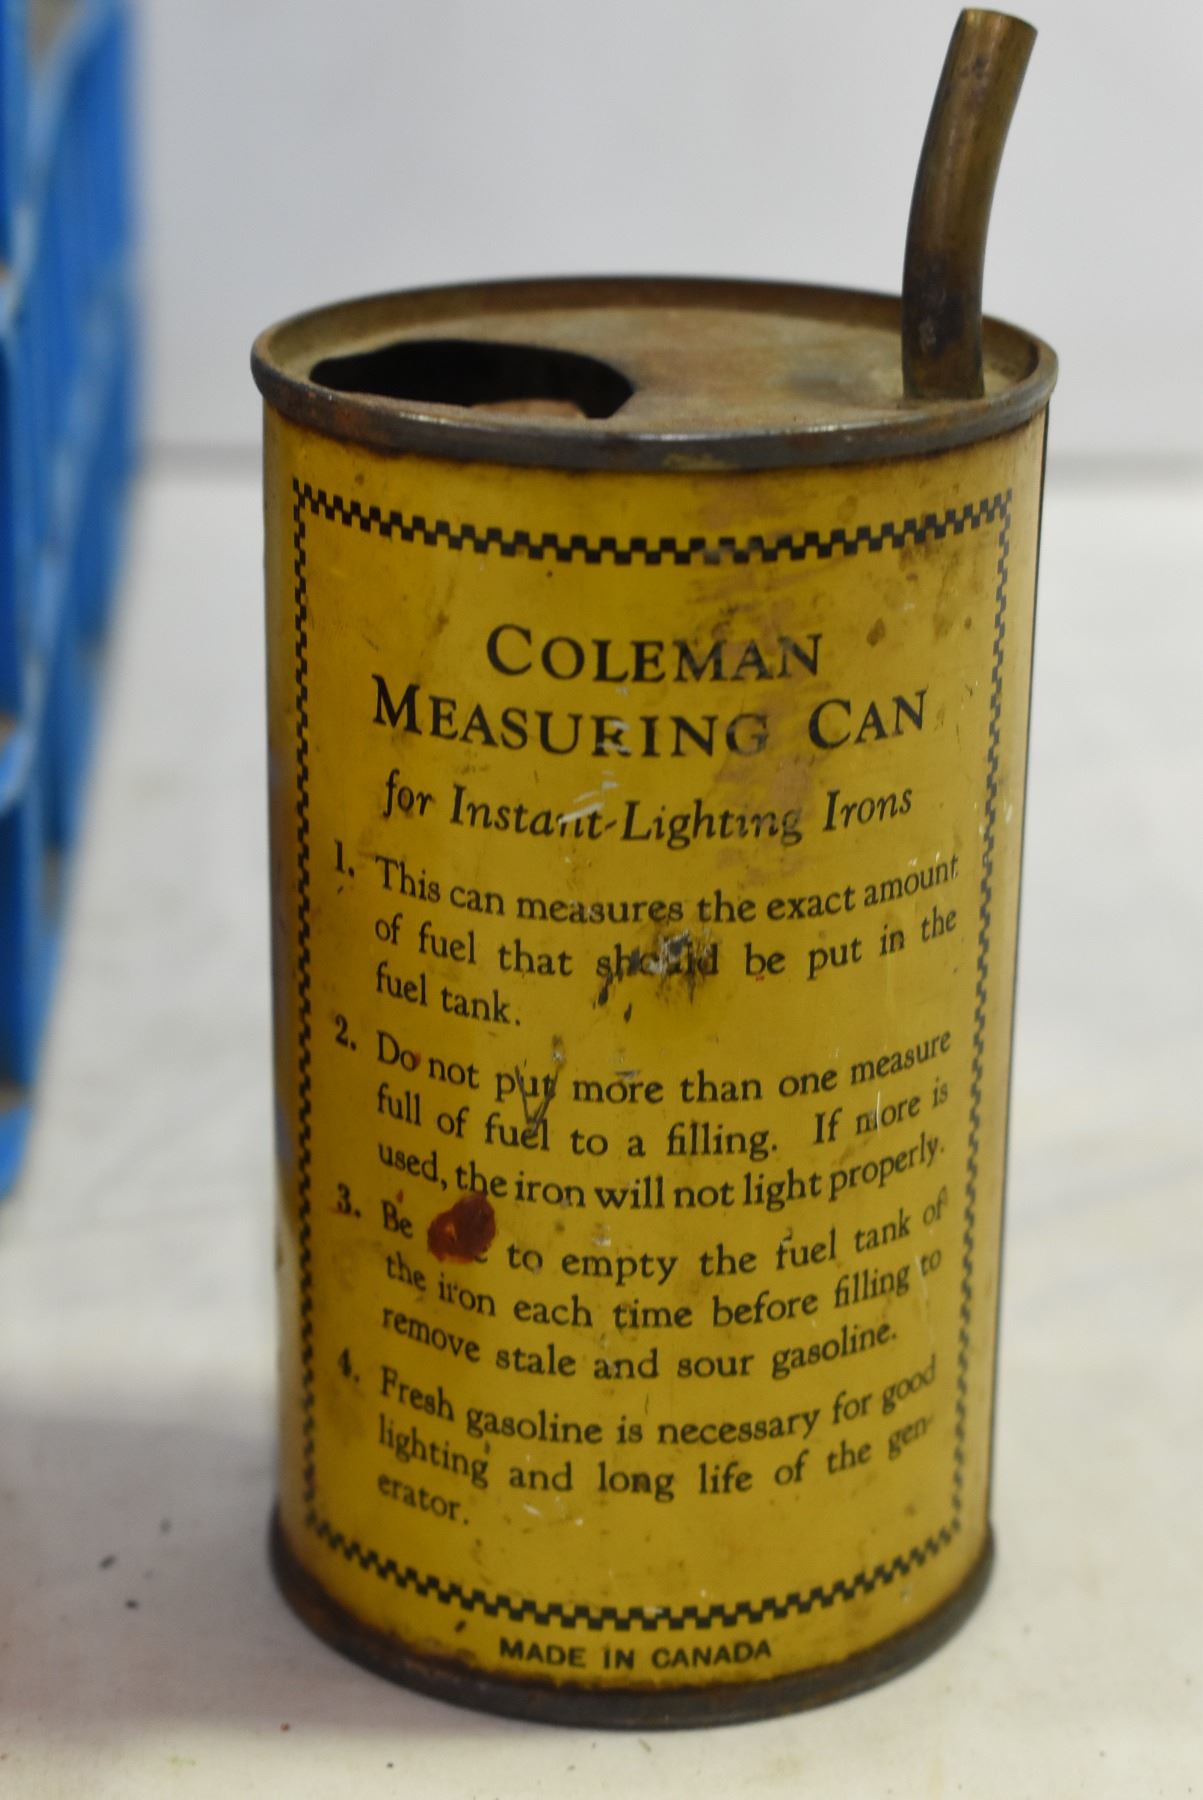 COLEMAN
MEASURING CAN
for Instant-Lighting Irons
1. This can measures the exact amount
of fuel that should be put in the
fuel tank.
2. Do not put more than one measure
full of fuel to a filling. If more is
used, the iron will not light properly.
3. Be to empty the fuel tank of
the iron each time before filling to
remove stale and sour gasoline.
4. Fresh gasoline is necessary for good
lighting and long life of the gen-
erator.
MADE IN CANADA